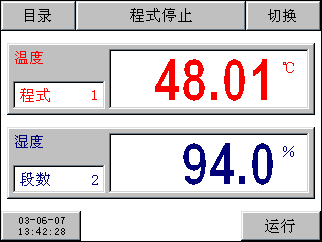 目录 程式停止 切换
温度
48.01 ℃
程式 1
湿度
94.0 %
段数 2
03-06-07
13:42:28
运行